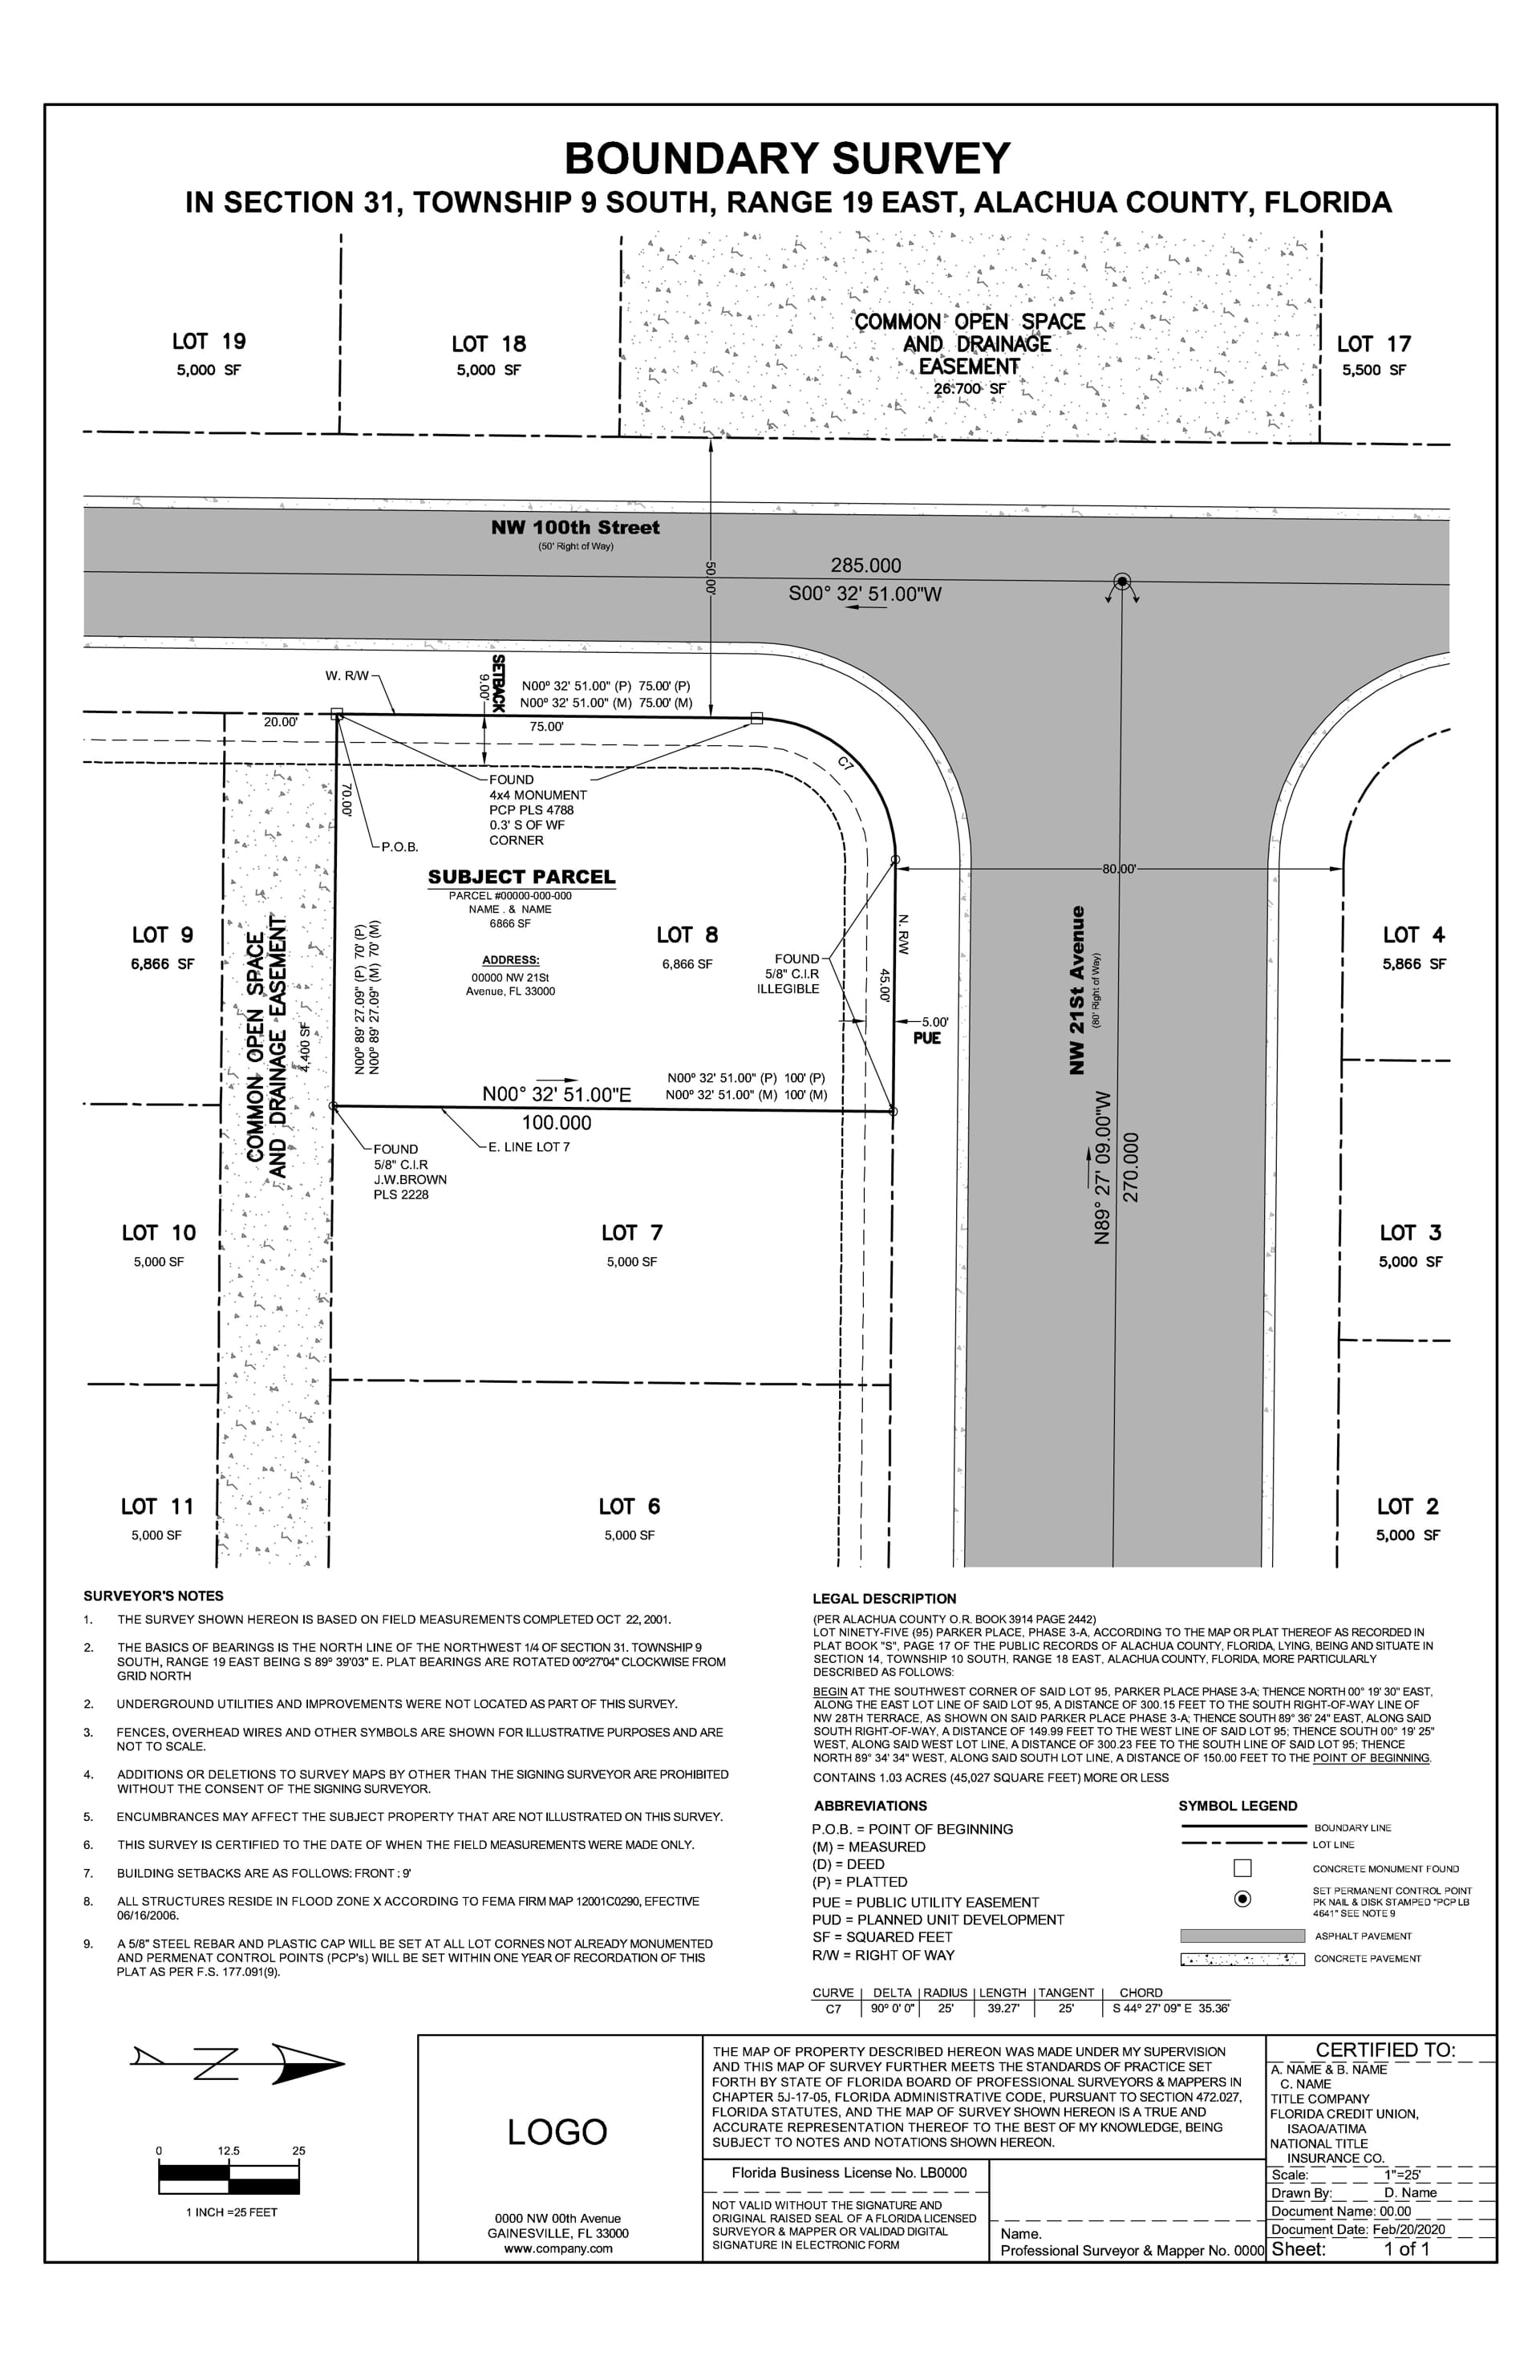 BOUNDARY SURVEY
IN SECTION 31, TOWNSHIP 9 SOUTH, RANGE 19 EAST, ALACHUA COUNTY, FLORIDA
LOT 19
5,000 SF
LOT 18
5,000 SF
COMMON OPEN SPACE
AND DRAINAGE
EASEMENT
26.700 SF
LOT 17
5,500 SF
NW 100th Street
(50' Right of Way)
50.00'
285.000
S00° 32' 51.00"W
W. R/W
9.00'
SETBACK
N00º 32' 51.00" (P) 75.00' (P)
N00º 32' 51.00" (M) 75.00' (M)
20.00'
75.00'
C7
70.00'
FOUND
4x4 MONUMENT
PCP PLS 4788
0.3' S OF WF
CORNER
P.O.B.
80.00'
SUBJECT PARCEL
PARCEL #00000-000-000
NAME . & NAME
6866 SF
ADDRESS:
00000 NW 21St
Avenue, FL 33000
LOT 9
6,866 SF
COMMON OPEN SPACE
AND DRAINAGE EASEMENT
4,400 SF
N00º 89' 27.09" (P) 70' (P)
N00º 89' 27.09" (M) 70' (M)
LOT 8
6,866 SF
FOUND
5/8" C.I.R
ILLEGIBLE
N. R/W
45.00'
5.00'
PUE
NW 21St Avenue
(80' Right of Way)
LOT 4
5,866 SF
N00º 32' 51.00" (P) 100' (P)
N00º 32' 51.00" (M) 100' (M)
N00° 32' 51.00"E
100.000
E. LINE LOT 7
FOUND
5/8" C.I.R
J.W.BROWN
PLS 2228
N89° 27' 09.00"W
270.000
LOT 10
5,000 SF
LOT 7
5,000 SF
LOT 3
5,000 SF
LOT 11
5,000 SF
LOT 6
5,000 SF
LOT 2
5,000 SF
SURVEYOR'S NOTES
1. THE SURVEY SHOWN HEREON IS BASED ON FIELD MEASUREMENTS COMPLETED OCT 22, 2001.
2. THE BASICS OF BEARINGS IS THE NORTH LINE OF THE NORTHWEST 1/4 OF SECTION 31. TOWNSHIP 9
SOUTH, RANGE 19 EAST BEING S 89º 39'03" E. PLAT BEARINGS ARE ROTATED 00º27'04" CLOCKWISE FROM
GRID NORTH
2. UNDERGROUND UTILITIES AND IMPROVEMENTS WERE NOT LOCATED AS PART OF THIS SURVEY.
3. FENCES, OVERHEAD WIRES AND OTHER SYMBOLS ARE SHOWN FOR ILLUSTRATIVE PURPOSES AND ARE
NOT TO SCALE.
4. ADDITIONS OR DELETIONS TO SURVEY MAPS BY OTHER THAN THE SIGNING SURVEYOR ARE PROHIBITED
WITHOUT THE CONSENT OF THE SIGNING SURVEYOR.
5. ENCUMBRANCES MAY AFFECT THE SUBJECT PROPERTY THAT ARE NOT ILLUSTRATED ON THIS SURVEY.
6. THIS SURVEY IS CERTIFIED TO THE DATE OF WHEN THE FIELD MEASUREMENTS WERE MADE ONLY.
7. BUILDING SETBACKS ARE AS FOLLOWS: FRONT : 9'
8. ALL STRUCTURES RESIDE IN FLOOD ZONE X ACCORDING TO FEMA FIRM MAP 12001C0290, EFFECTIVE
06/16/2006.
9. A 5/8" STEEL REBAR AND PLASTIC CAP WILL BE SET AT ALL LOT CORNES NOT ALREADY MONUMENTED
AND PERMENAT CONTROL POINTS (PCP's) WILL BE SET WITHIN ONE YEAR OF RECORDATION OF THIS
PLAT AS PER F.S. 177.091(9).
LEGAL DESCRIPTION
(PER ALACHUA COUNTY O.R. BOOK 3914 PAGE 2442)
LOT NINETY-FIVE (95) PARKER PLACE, PHASE 3-A, ACCORDING TO THE MAP OR PLAT THEREOF AS RECORDED IN
PLAT BOOK "S", PAGE 17 OF THE PUBLIC RECORDS OF ALACHUA COUNTY, FLORIDA, LYING, BEING AND SITUATE IN
SECTION 14, TOWNSHIP 10 SOUTH, RANGE 18 EAST, ALACHUA COUNTY, FLORIDA, MORE PARTICULARLY
DESCRIBED AS FOLLOWS:
BEGIN AT THE SOUTHWEST CORNER OF SAID LOT 95, PARKER PLACE PHASE 3-A; THENCE NORTH 00° 19' 30" EAST,
ALONG THE EAST LOT LINE OF SAID LOT 95, A DISTANCE OF 300.15 FEET TO THE SOUTH RIGHT-OF-WAY LINE OF
NW 28TH TERRACE, AS SHOWN ON SAID PARKER PLACE PHASE 3-A; THENCE SOUTH 89° 36' 24" EAST, ALONG SAID
SOUTH RIGHT-OF-WAY, A DISTANCE OF 149.99 FEET TO THE WEST LINE OF SAID LOT 95; THENCE SOUTH 00° 19' 25"
WEST, ALONG SAID WEST LOT LINE, A DISTANCE OF 300.23 FEE TO THE SOUTH LINE OF SAID LOT 95; THENCE
NORTH 89° 34' 34" WEST, ALONG SAID SOUTH LOT LINE, A DISTANCE OF 150.00 FEET TO THE POINT OF BEGINNING.
CONTAINS 1.03 ACRES (45,027 SQUARE FEET) MORE OR LESS
ABBREVIATIONS
P.O.B. = POINT OF BEGINNING
(M) = MEASURED
(D) = DEED
(P) = PLATTED
PUE = PUBLIC UTILITY EASEMENT
PUD = PLANNED UNIT DEVELOPMENT
SF = SQUARED FEET
R/W = RIGHT OF WAY
SYMBOL LEGEND
BOUNDARY LINE
LOT LINE
CONCRETE MONUMENT FOUND
SET PERMANENT CONTROL POINT
PK NAIL & DISK STAMPED "PCP LB
4641" SEE NOTE 9
ASPHALT PAVEMENT
CONCRETE PAVEMENT
CURVE DELTA RADIUS LENGTH TANGENT CHORD
C7 90º 0' 0" 25' 39.27' 25' S 44º 27' 09" E 35.36'
N
0 12.5 25
1 INCH =25 FEET
LOGO
0000 NW 00th Avenue
GAINESVILLE, FL 33000
www.company.com
THE MAP OF PROPERTY DESCRIBED HEREON WAS MADE UNDER MY SUPERVISION
AND THIS MAP OF SURVEY FURTHER MEETS THE STANDARDS OF PRACTICE SET
FORTH BY STATE OF FLORIDA BOARD OF PROFESSIONAL SURVEYORS & MAPPERS IN
CHAPTER 5J-17-05, FLORIDA ADMINISTRATIVE CODE, PURSUANT TO SECTION 472.027,
FLORIDA STATUTES, AND THE MAP OF SURVEY SHOWN HEREON IS A TRUE AND
ACCURATE REPRESENTATION THEREOF TO THE BEST OF MY KNOWLEDGE, BEING
SUBJECT TO NOTES AND NOTATIONS SHOWN HEREON.
Florida Business License No. LB0000
NOT VALID WITHOUT THE SIGNATURE AND
ORIGINAL RAISED SEAL OF A FLORIDA LICENSED
SURVEYOR & MAPPER OR VALIDAD DIGITAL
SIGNATURE IN ELECTRONIC FORM
Name.
Professional Surveyor & Mapper No. 0000
CERTIFIED TO:
A. NAME & B. NAME
C. NAME
TITLE COMPANY
FLORIDA CREDIT UNION,
ISAOA/ATIMA
NATIONAL TITLE
INSURANCE CO.
Scale: 1"=25'
Drawn By: D. Name
Document Name: 00.00
Document Date: Feb/20/2020
Sheet: 1 of 1